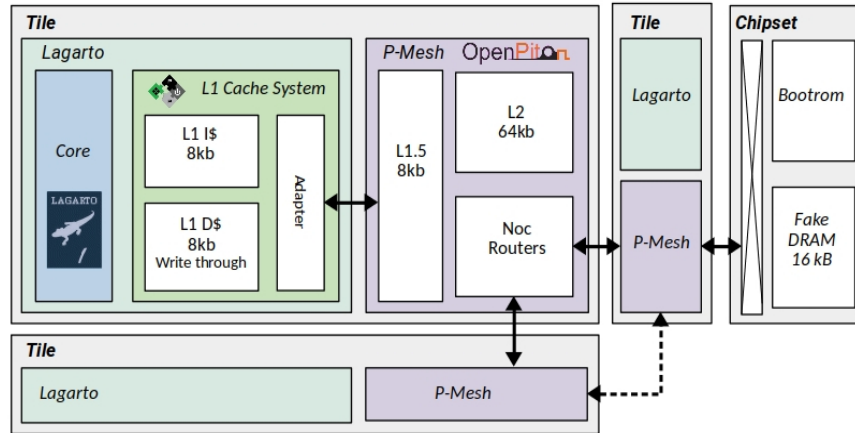 Tile
Lagarto
Core
LAGARTO
L1 Cache System
L1 I$
8kb
L1 D$
8kb
Write through
Adapter
P-Mesh
OpenPiton
L1.5
8kb
L2
64kb
Noc
Routers
Tile
Lagarto
P-Mesh
Chipset
Bootrom
Fake
DRAM
16 kB
Tile
Lagarto
P-Mesh